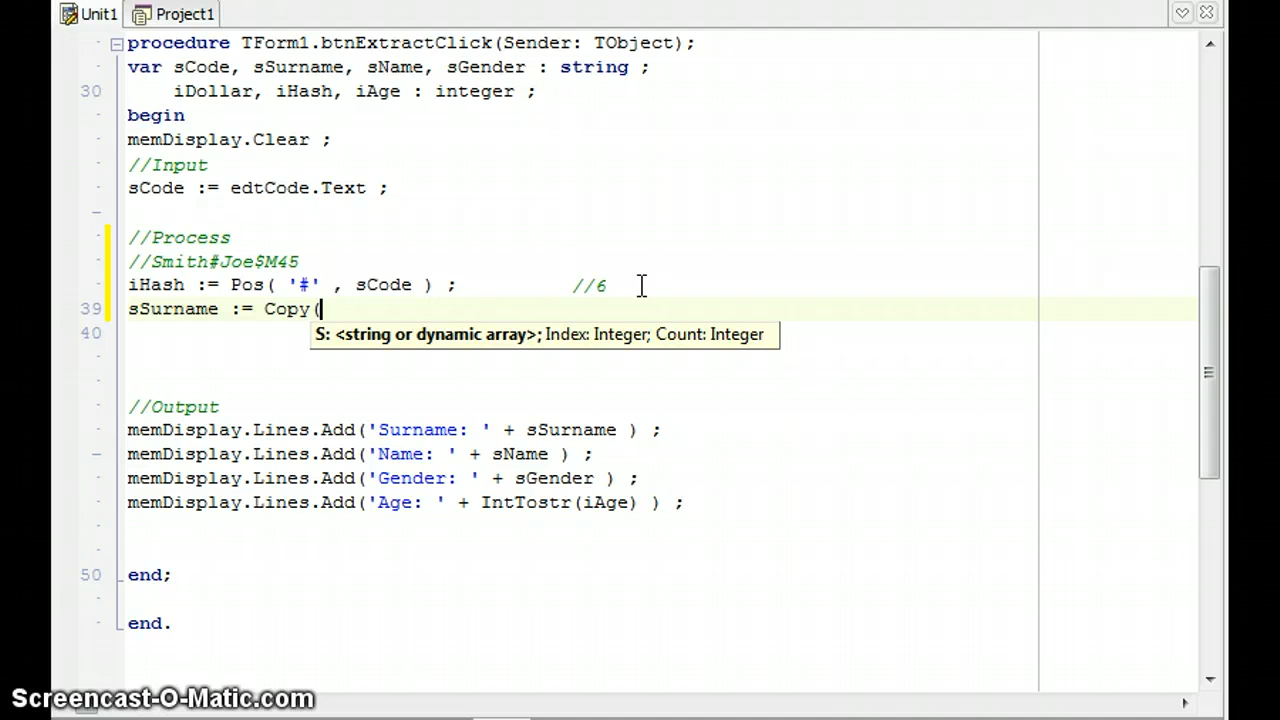 Unit1 Project1
procedure TForm1.btnExtractClick(Sender: TObject);
var sCode, sSurname, sName, sGender : string ;
30 iDollar, iHash, iAge : integer ;
begin
memDisplay.Clear ;
//Input
sCode := edtCode.Text ;
//Process
//Smith#Joe$M45
iHash := Pos( '#' , sCode ) ; //6
39 sSurname := Copy(
S: <string or dynamic array>; Index: Integer; Count: Integer
40
//Output
memDisplay.Lines.Add('Surname: ' + sSurname ) ;
memDisplay.Lines.Add('Name: ' + sName ) ;
memDisplay.Lines.Add('Gender: ' + sGender ) ;
memDisplay.Lines.Add('Age: ' + IntTostr(iAge) ) ;
50 end;
end.
Screencast-O-Matic.com